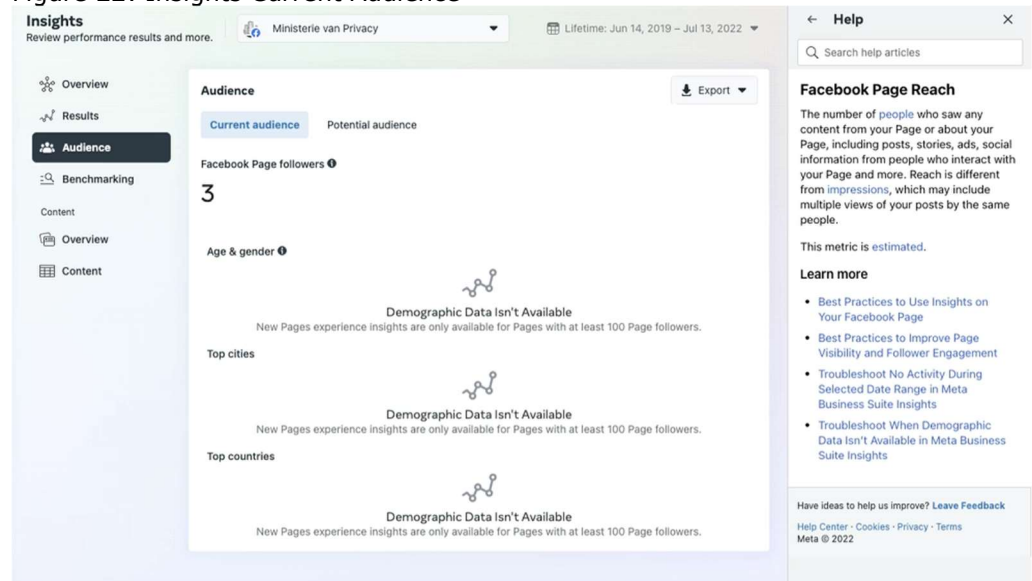 Insights
Review performance results and more.
Ministerie van Privacy
Lifetime: Jun 14, 2019 – Jul 13, 2022
Overview
Results
Audience
Benchmarking
Content
Overview
Content
Audience
Export
Current audience
Potential audience
Facebook Page followers
3
Age & gender
Demographic Data Isn't Available
New Pages experience insights are only available for Pages with at least 100 Page followers.
Top cities
Demographic Data Isn't Available
New Pages experience insights are only available for Pages with at least 100 Page followers.
Top countries
Demographic Data Isn't Available
New Pages experience insights are only available for Pages with at least 100 Page followers.
Help
Search help articles
Facebook Page Reach
The number of people who saw any
content from your Page or about your
Page, including posts, stories, ads, social
information from people who interact with
your Page and more. Reach is different
from impressions, which may include
multiple views of your posts by the same
people.
This metric is estimated.
Learn more
• Best Practices to Use Insights on
Your Facebook Page
• Best Practices to Improve Page
Visibility and Follower Engagement
• Troubleshoot No Activity During
Selected Date Range in Meta
Business Suite Insights
• Troubleshoot When Demographic
Data Isn't Available in Meta Business
Suite Insights
Have ideas to help us improve? Leave Feedback
Help Center · Cookies · Privacy · Terms
Meta © 2022